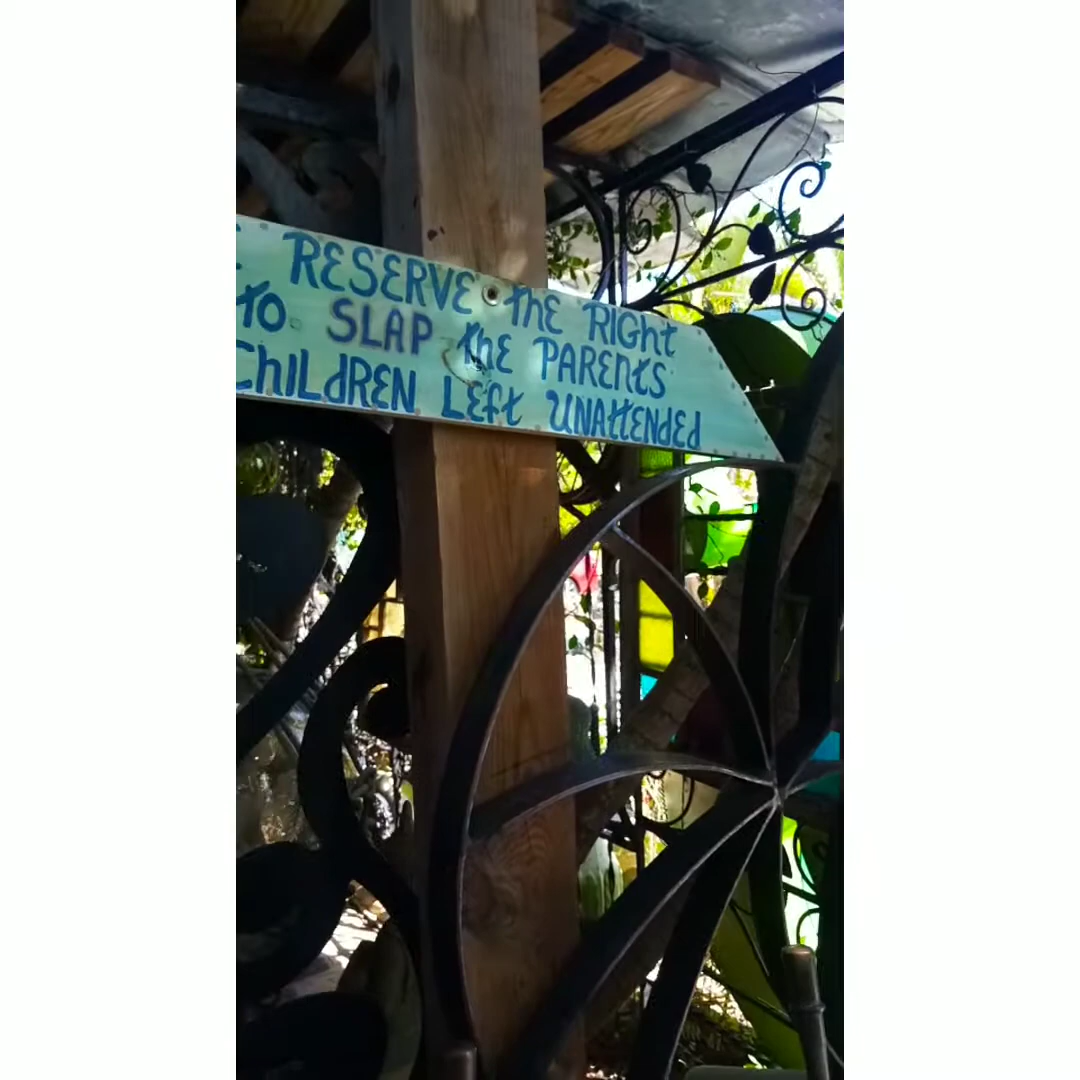 RESERVE thE RIGht
to SLAP thE PARENtS
ChILdREN LEft UNAttENdEd